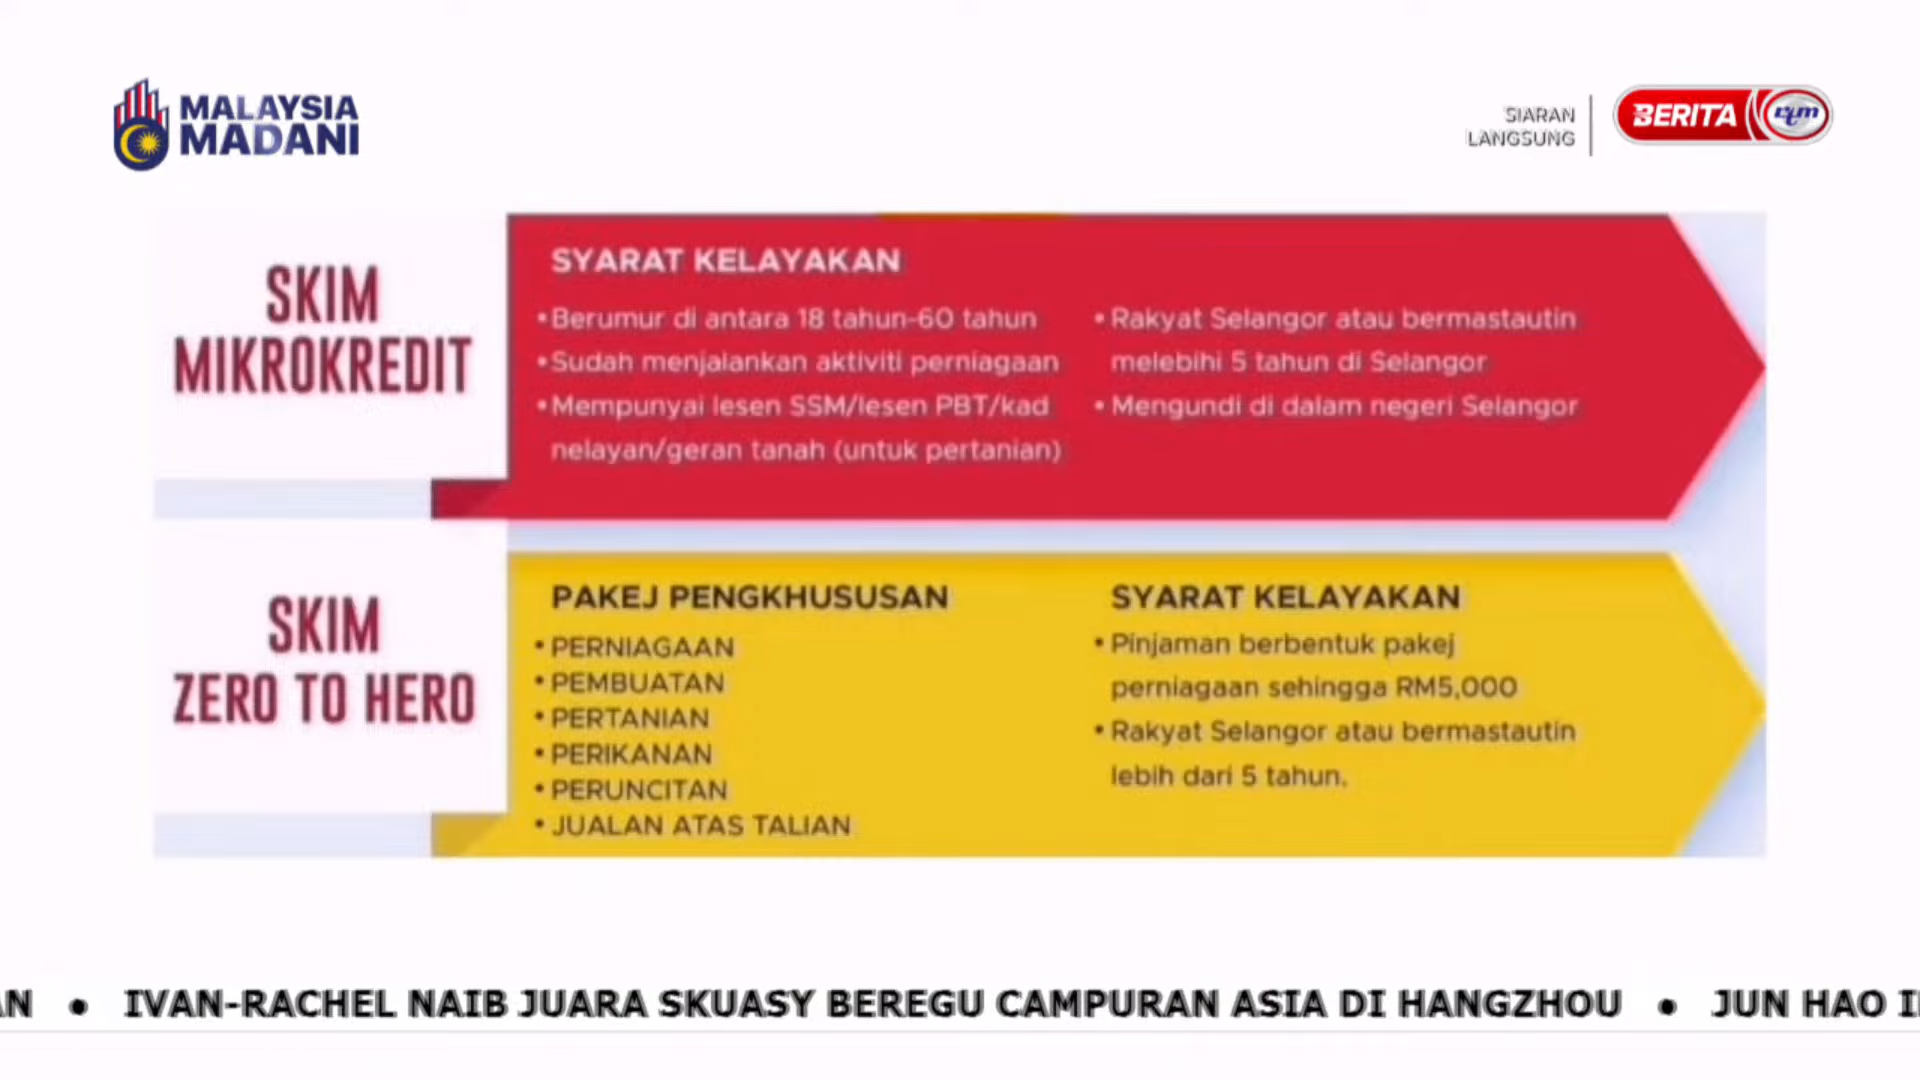 MALAYSIA
MADANI
SIARAN
LANGSUNG
BERITA rtm
SKIM
MIKROKREDIT
SYARAT KELAYAKAN
•Berumur di antara 18 tahun-60 tahun
•Sudah menjalankan aktiviti perniagaan
•Mempunyai lesen SSM/lesen PBT/kad
nelayan/geran tanah (untuk pertanian)
•Rakyat Selangor atau bermastautin
melebihi 5 tahun di Selangor
•Mengundi di dalam negeri Selangor
SKIM
ZERO TO HERO
PAKEJ PENGKHUSUSAN
•PERNIAGAAN
•PEMBUATAN
•PERTANIAN
•PERIKANAN
•PERUNCITAN
•JUALAN ATAS TALIAN
SYARAT KELAYAKAN
•Pinjaman berbentuk pakej
perniagaan sehingga RM5,000
•Rakyat Selangor atau bermastautin
lebih dari 5 tahun.
AN • IVAN-RACHEL NAIB JUARA SKUASY BEREGU CAMPURAN ASIA DI HANGZHOU • JUN HAO